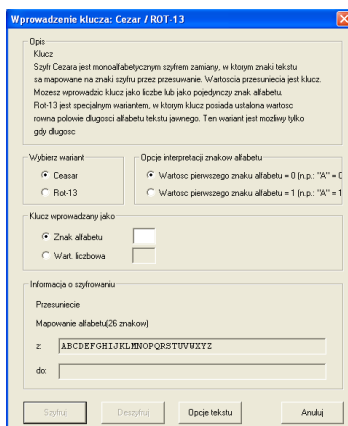 Wprowadzenie klucza: Cezar / ROT-13
Opis
Klucz
Szyfr Cezara jest monoalfabetycznym szyfrem zamiany, w ktorym znaki tekstu
sa mapowane na znaki szyfru przez przesuwanie. Wartoscia przesuniecia jest klucz.
Mozesz wprowadzic klucz jako liczbe lub jako pojedynczy znak alfabetu.
Rot-13 jest specjalnym wariantem, w ktorym klucz posiada ustalona wartosc
rowna polowie dlugosci alfabetu tekstu jawnego. Ten wariant jest mozliwy tylko
gdy dlugosc
Wybierz wariant
Opcje interpretacji znakow alfabetu
Ceasar
Wartosc pierwszego znaku alfabetu = 0 (n.p.: "A" = 0
Rot-13
Wartosc pierwszego znaku alfabetu = 1 (n.p.: "A" = 1
Klucz wprowadzany jako
Znak alfabetu
Wart. liczbowa
Informacja o szyfrowaniu
Przesuniecie
Mapowanie alfabetu(26 znakow)
z: ABCDEFGHIJKLMNOPQRSTUVWXYZ
do:
Szyfruj Deszyfruj Opcje tekstu Anuluj